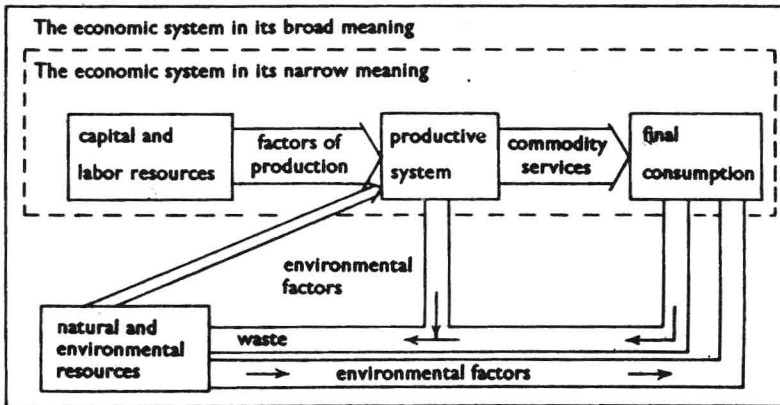 The economic system in its broad meaning
The economic system in its narrow meaning
capital and
labor resources
factors of
production
productive
system
commodity
services
final
consumption
environmental
factors
natural and
environmental
resources
waste
environmental factors